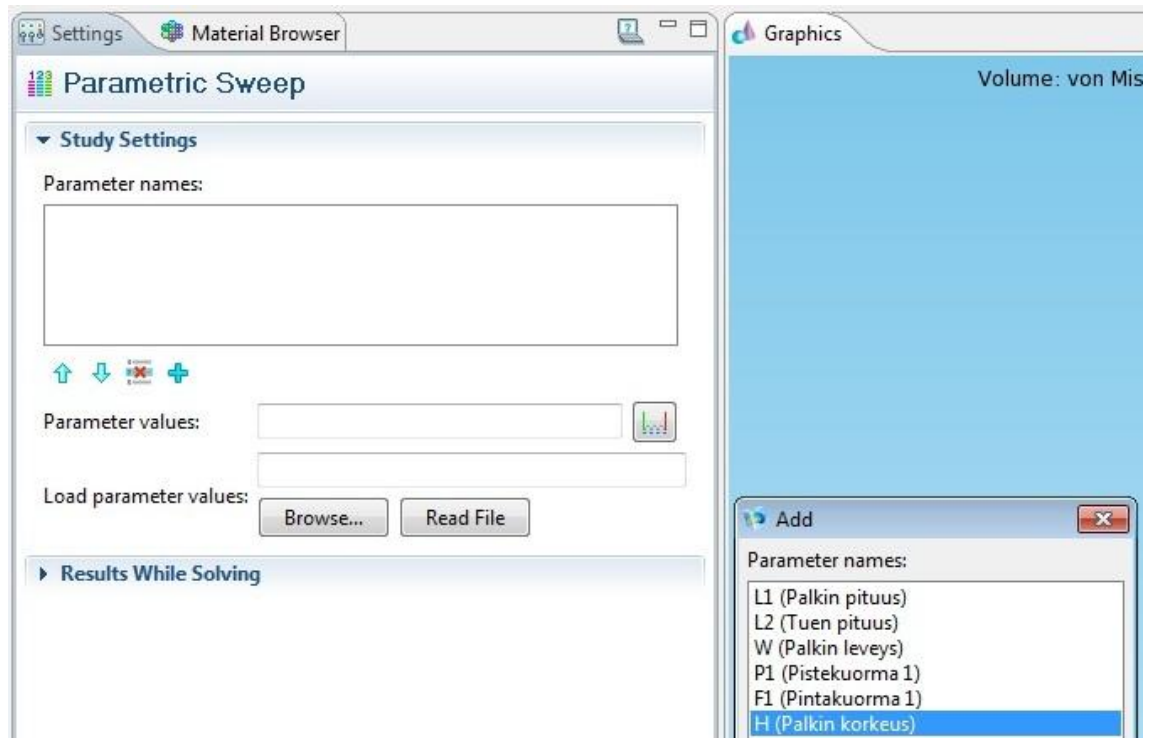 Settings
Material Browser
Graphics
Parametric Sweep
Volume: von Mis
Study Settings
Parameter names:
Parameter values:
Load parameter values:
Browse...
Read File
Results While Solving
Add
Parameter names:
L1 (Palkin pituus)
L2 (Tuen pituus)
W (Palkin leveys)
P1 (Pistekuorma 1)
F1 (Pintakuorma 1)
H (Palkin korkeus)